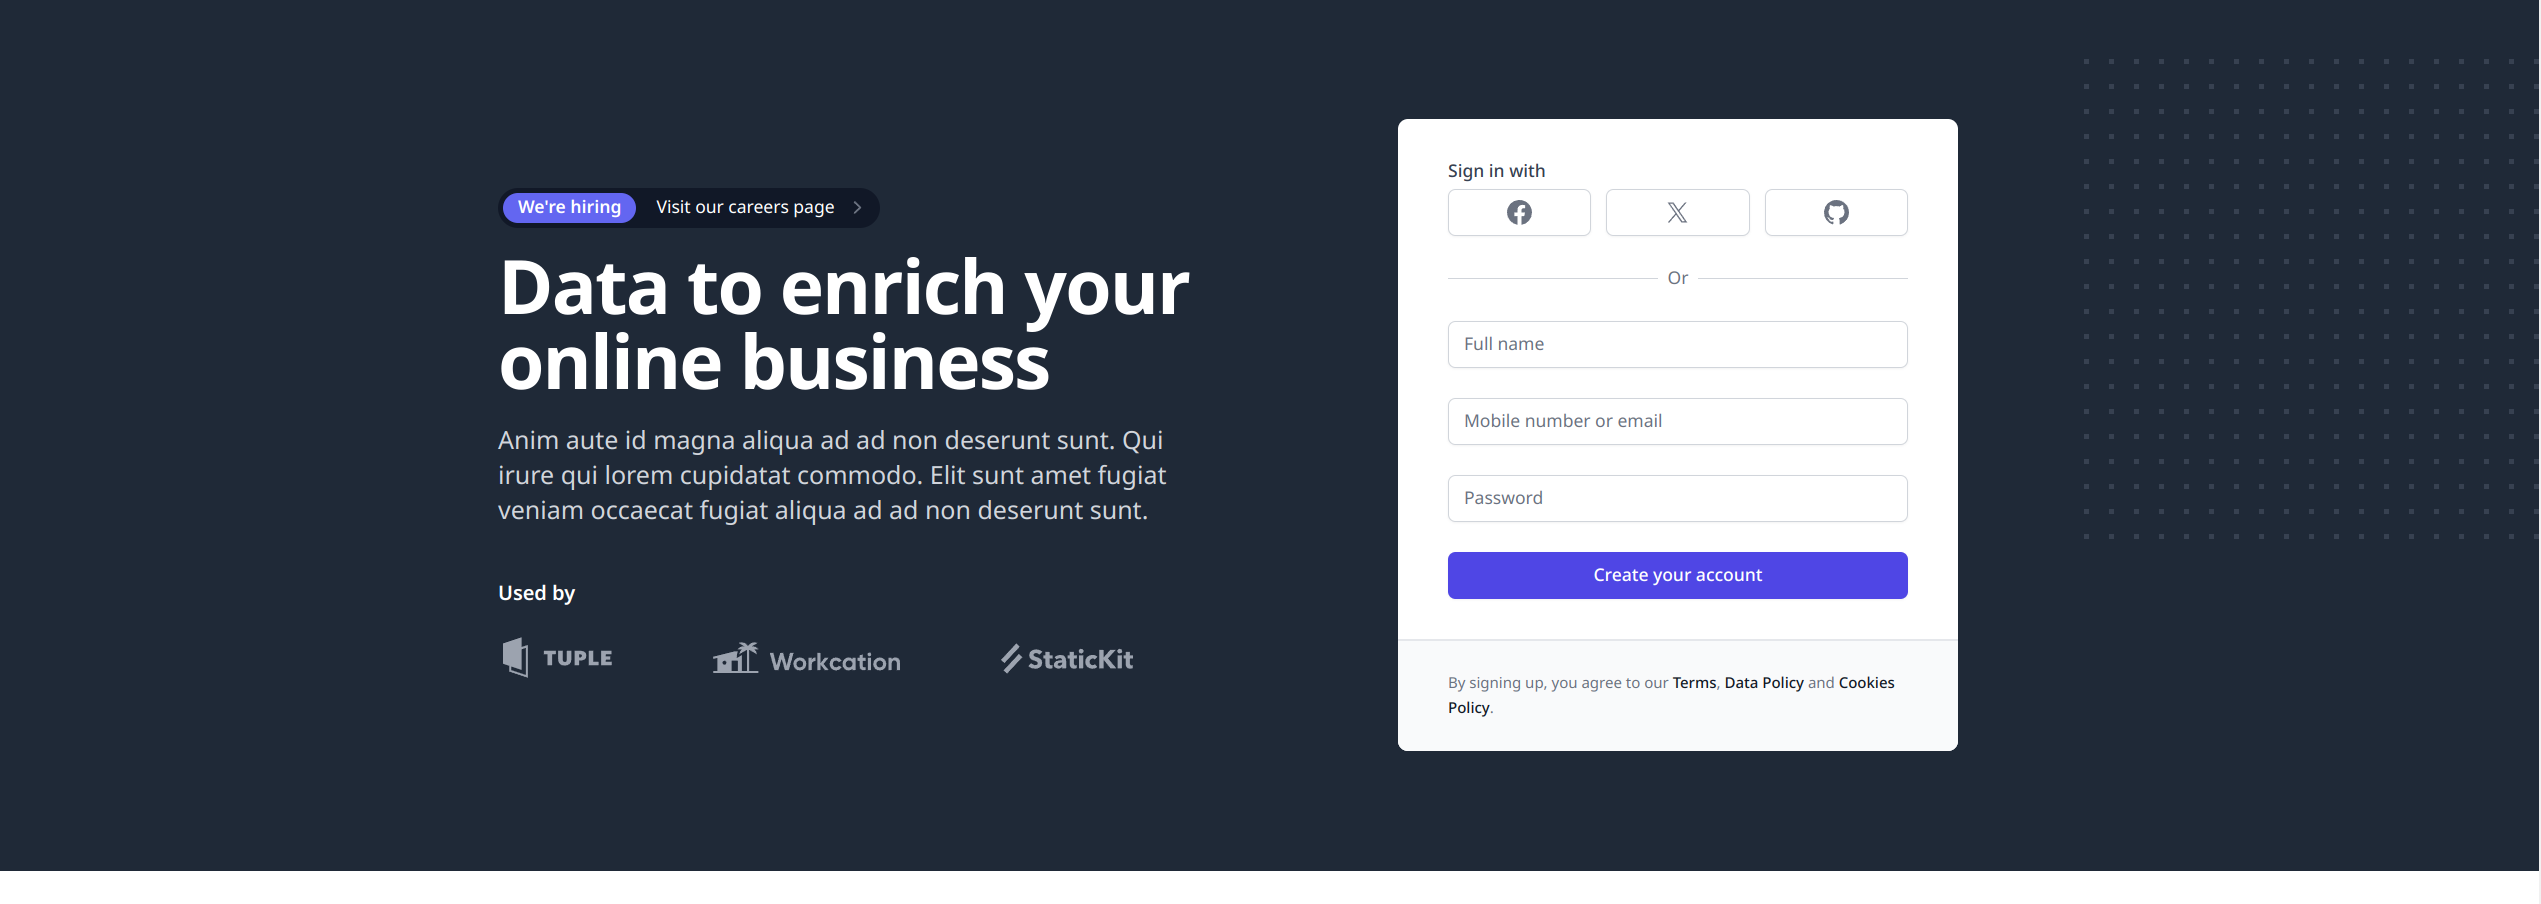 We're hiring Visit our careers page
Data to enrich your
online business
Anim aute id magna aliqua ad ad non deserunt sunt. Qui
irure qui lorem cupidatat commodo. Elit sunt amet fugiat
veniam occaecat fugiat aliqua ad ad non deserunt sunt.
Used by
TUPLE
Workcation
StaticKit
Sign in with
Or
Full name
Mobile number or email
Password
Create your account
By signing up, you agree to our Terms, Data Policy and Cookies
Policy.